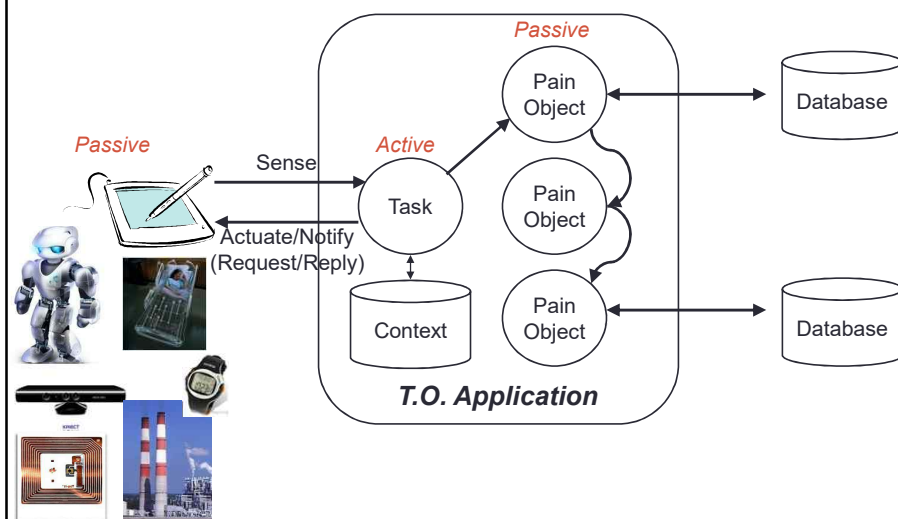 Passive
Pain
Object
Database
Passive
Active
Sense
Task
Pain
Object
Actuate/Notify
(Request/Reply)
Context
Pain
Object
Database
T.O. Application
KINECT